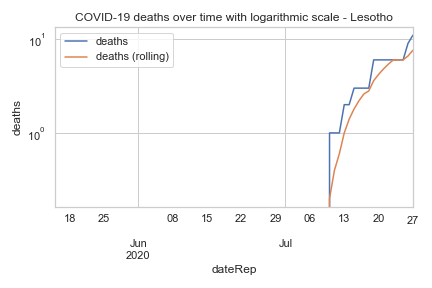 COVID-19 deaths over time with logarithmic scale - Lesotho
deaths
deaths (rolling)
deaths
10¹
10⁰
18 25 08 15 22 29 06 13 20 27
Jun Jul
2020
dateRep